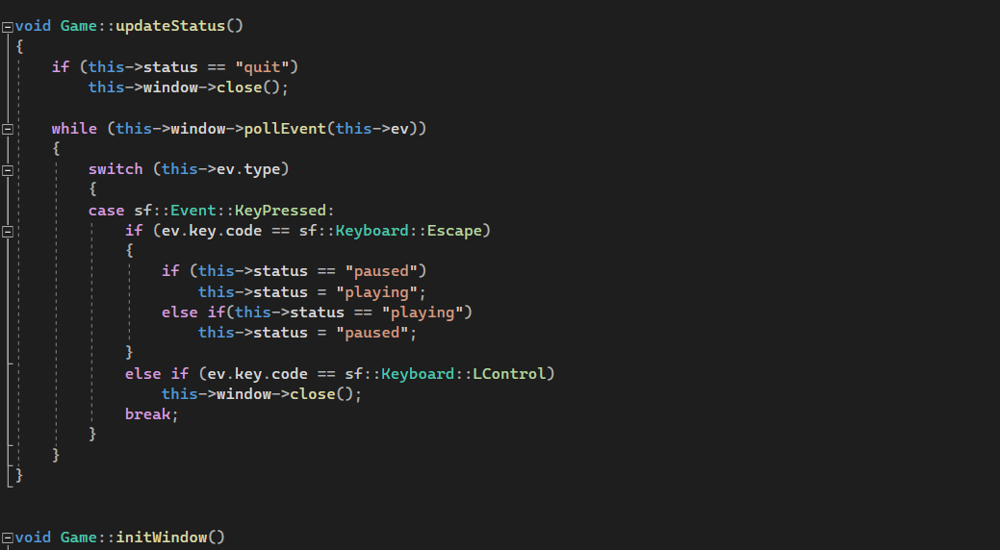 void Game::updateStatus()
{
    if (this->status == "quit")
        this->window->close();

    while (this->window->pollEvent(this->ev))
    {
        switch (this->ev.type)
        {
        case sf::Event::KeyPressed:
            if (ev.key.code == sf::Keyboard::Escape)
            {
                if (this->status == "paused")
                    this->status = "playing";
                else if(this->status == "playing")
                    this->status = "paused";
            }
            else if (ev.key.code == sf::Keyboard::LControl)
                this->window->close();
            break;
        }
    }
}

void Game::initWindow()